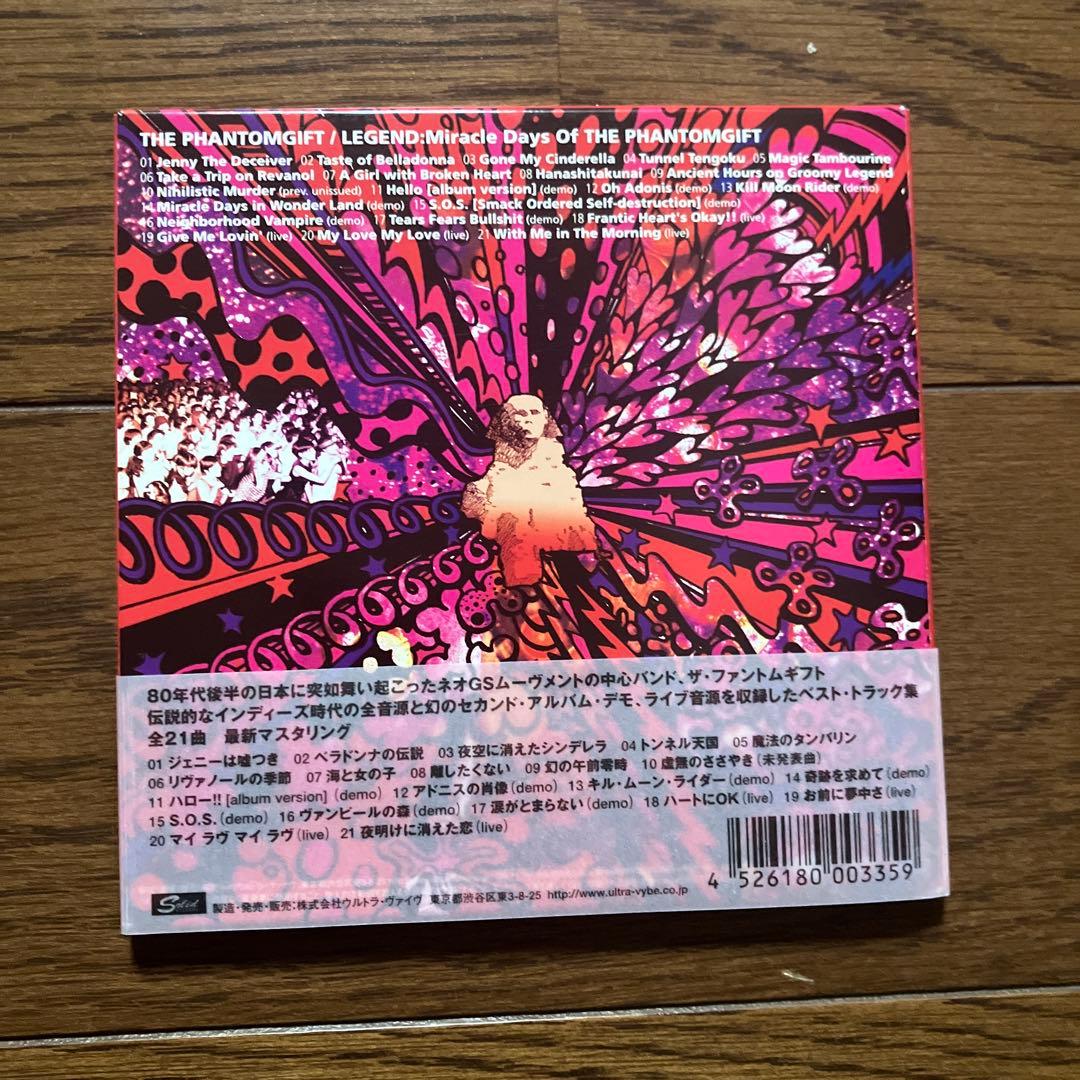 THE PHANTOMGIFT / LEGEND:Miracle Days Of THE PHANTOMGIFT
01 Jenny The Deceiver 02 Taste of Belladonna 03 Gone My Cinderella 04 Tunnel Tengoku 05 Magic Tambourine
06 Take a Trip on Revanol 07 A Girl with Broken Heart 08 Hanashitakunai 09 Ancient Hours on Groomy Legend
10 Nihilistic Murder (prev. unissued) 11 Hello [album version] (demo) 12 Oh Adonis (demo) 13 Kill Moon Rider (demo)
14 Miracle Days in Wonder Land (demo) 15 S.O.S. [Smack Ordered Self-destruction] (demo)
16 Neighborhood Vampire (demo) 17 Tears Fears Bullshit (demo) 18 Frantic Heart's Okay!! (live)
19 Give Me Lovin' (live) 20 My Love My Love (live) 21 With Me in The Morning (live)
80年代後半の日本に突如舞い起こったネオGSムーヴメントの中心バンド、ザ・ファントムギフト
伝説的なインディーズ時代の全音源と幻のセカンド・アルバム・デモ、ライブ音源を収録したベスト・トラック集
全21曲 最新マスタリング
01 ジェニーは嘘つき 02 ベラドンナの伝説 03 夜空に消えたシンデレラ 04 トンネル天国 05 魔法のタンバリン
06 リヴァノールの季節 07 海と女の子 08 離したくない 09 幻の午前零時 10 虚無のささやき(未発表曲)
11 ハロー!! [album version] (demo) 12 アドニスの肖像(demo) 13 キル・ムーン・ライダー(demo) 14 奇跡を求めて(demo)
15 S.O.S.(demo) 16 ヴァンピールの森(demo) 17 涙がとまらない(demo) 18 ハートにOK(live) 19 お前に夢中さ(live)
20 マイ ラヴ マイ ラヴ(live) 21 夜明けに消えた恋(live)
4 526180 003359
Solid 製造・発売・販売:株式会社ウルトラ・ヴァイヴ 東京都渋谷区東3-8-25 http://www.ultra-vybe.co.jp